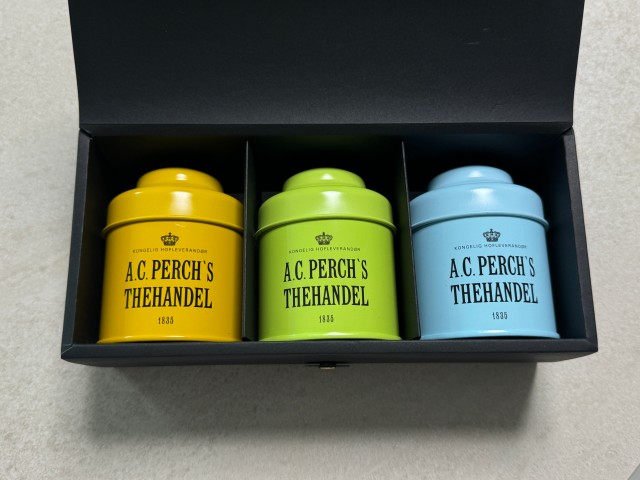 KONGELIG HOFLEVERANDØR
A.C. PERCH'S
THEHANDEL
1835
KONGELIG HOFLEVERANDØR
A.C. PERCH'S
THEHANDEL
1835
KONGELIG HOFLEVERANDØR
A.C. PERCH'S
THEHANDEL
1835